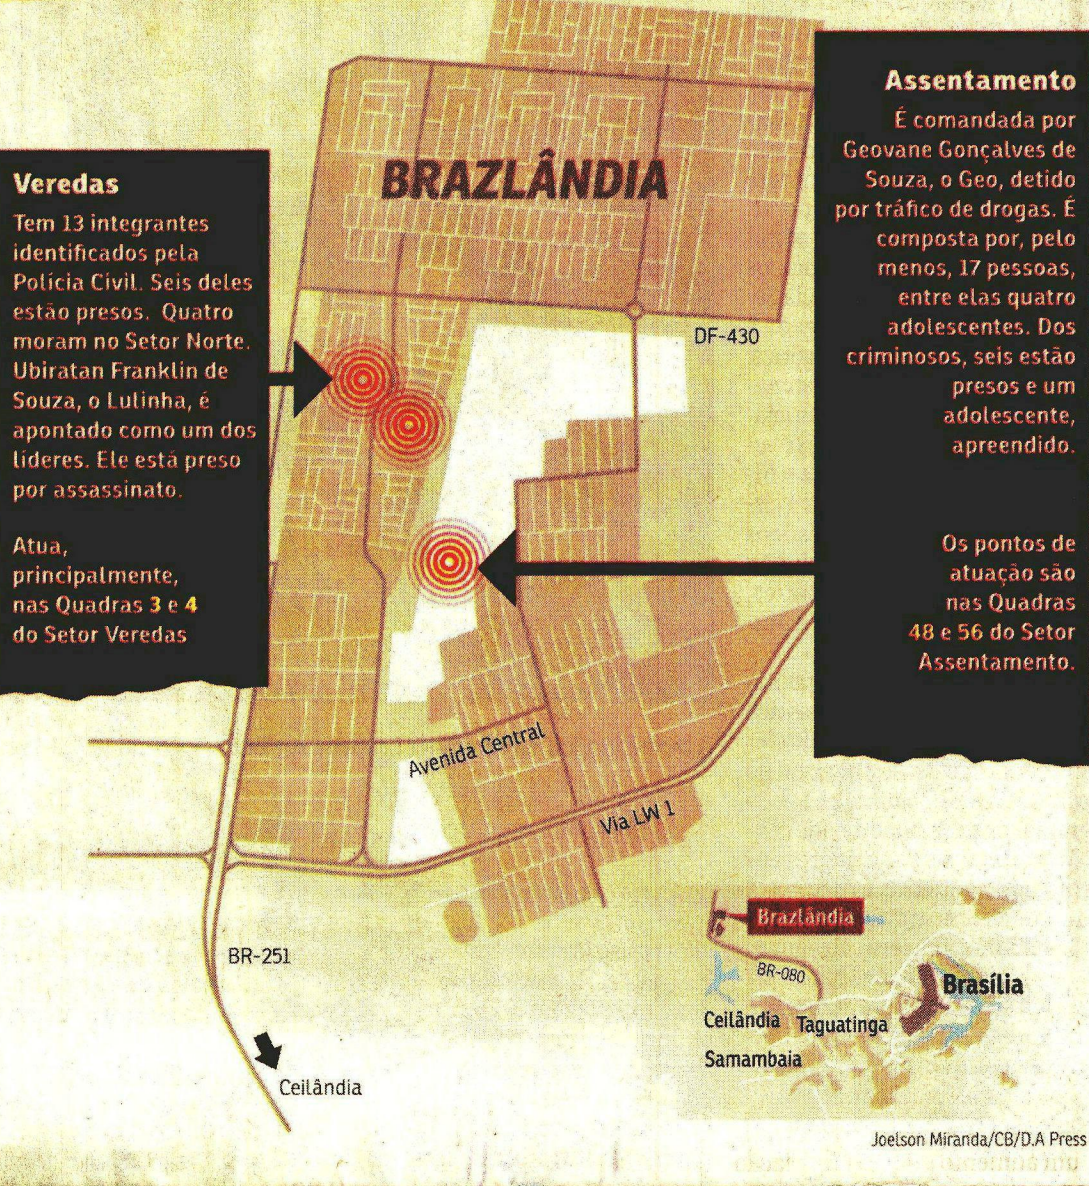 BRAZLÂNDIA
Veredas
Tem 13 integrantes
identificados pela
Polícia Civil. Seis deles
estão presos. Quatro
moram no Setor Norte.
Ubiratan Franklin de
Souza, o Lulinha, é
apontado como um dos
líderes. Ele está preso
por assassinato.
Atua,
principalmente,
nas Quadras 3 e 4
do Setor Veredas
Assentamento
É comandada por
Geovane Gonçalves de
Souza, o Geo, detido
por tráfico de drogas. É
composta por, pelo
menos, 17 pessoas,
entre elas quatro
adolescentes. Dos
criminosos, seis estão
presos e um
adolescente,
apreendido.
Os pontos de
atuação são
nas Quadras
48 e 56 do Setor
Assentamento.
DF-430
Avenida Central
Via LW 1
BR-251
Ceilândia
Brazlândia
BR-080
Brasília
Ceilândia
Taguatinga
Samambaia
Joelson Miranda/CB/D.A Press